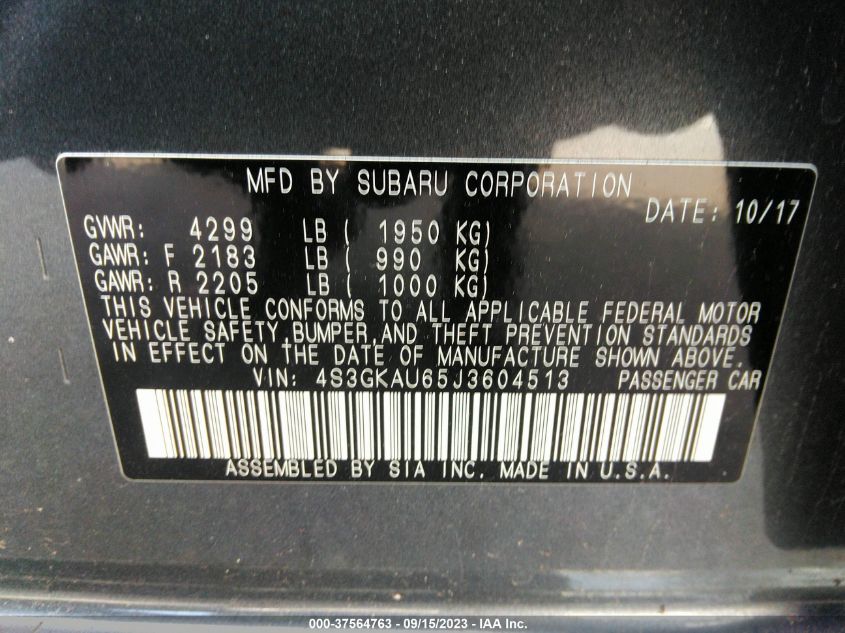 MFD BY SUBARU CORPORATION
DATE: 10/17
GVWR: 4299 LB ( 1950 KG)
GAWR: F 2183 LB ( 990 KG)
GAWR: R 2205 LB ( 1000 KG)
THIS VEHICLE CONFORMS TO ALL APPLICABLE FEDERAL MOTOR
VEHICLE SAFETY,BUMPER,AND THEFT PREVENTION STANDARDS
IN EFFECT ON THE DATE OF MANUFACTURE SHOWN ABOVE.
VIN: 4S3GKAU65J3604513 PASSENGER CAR
ASSEMBLED BY SIA INC. MADE IN U.S.A.
000-37564763 - 09/15/2023 - IAA Inc.